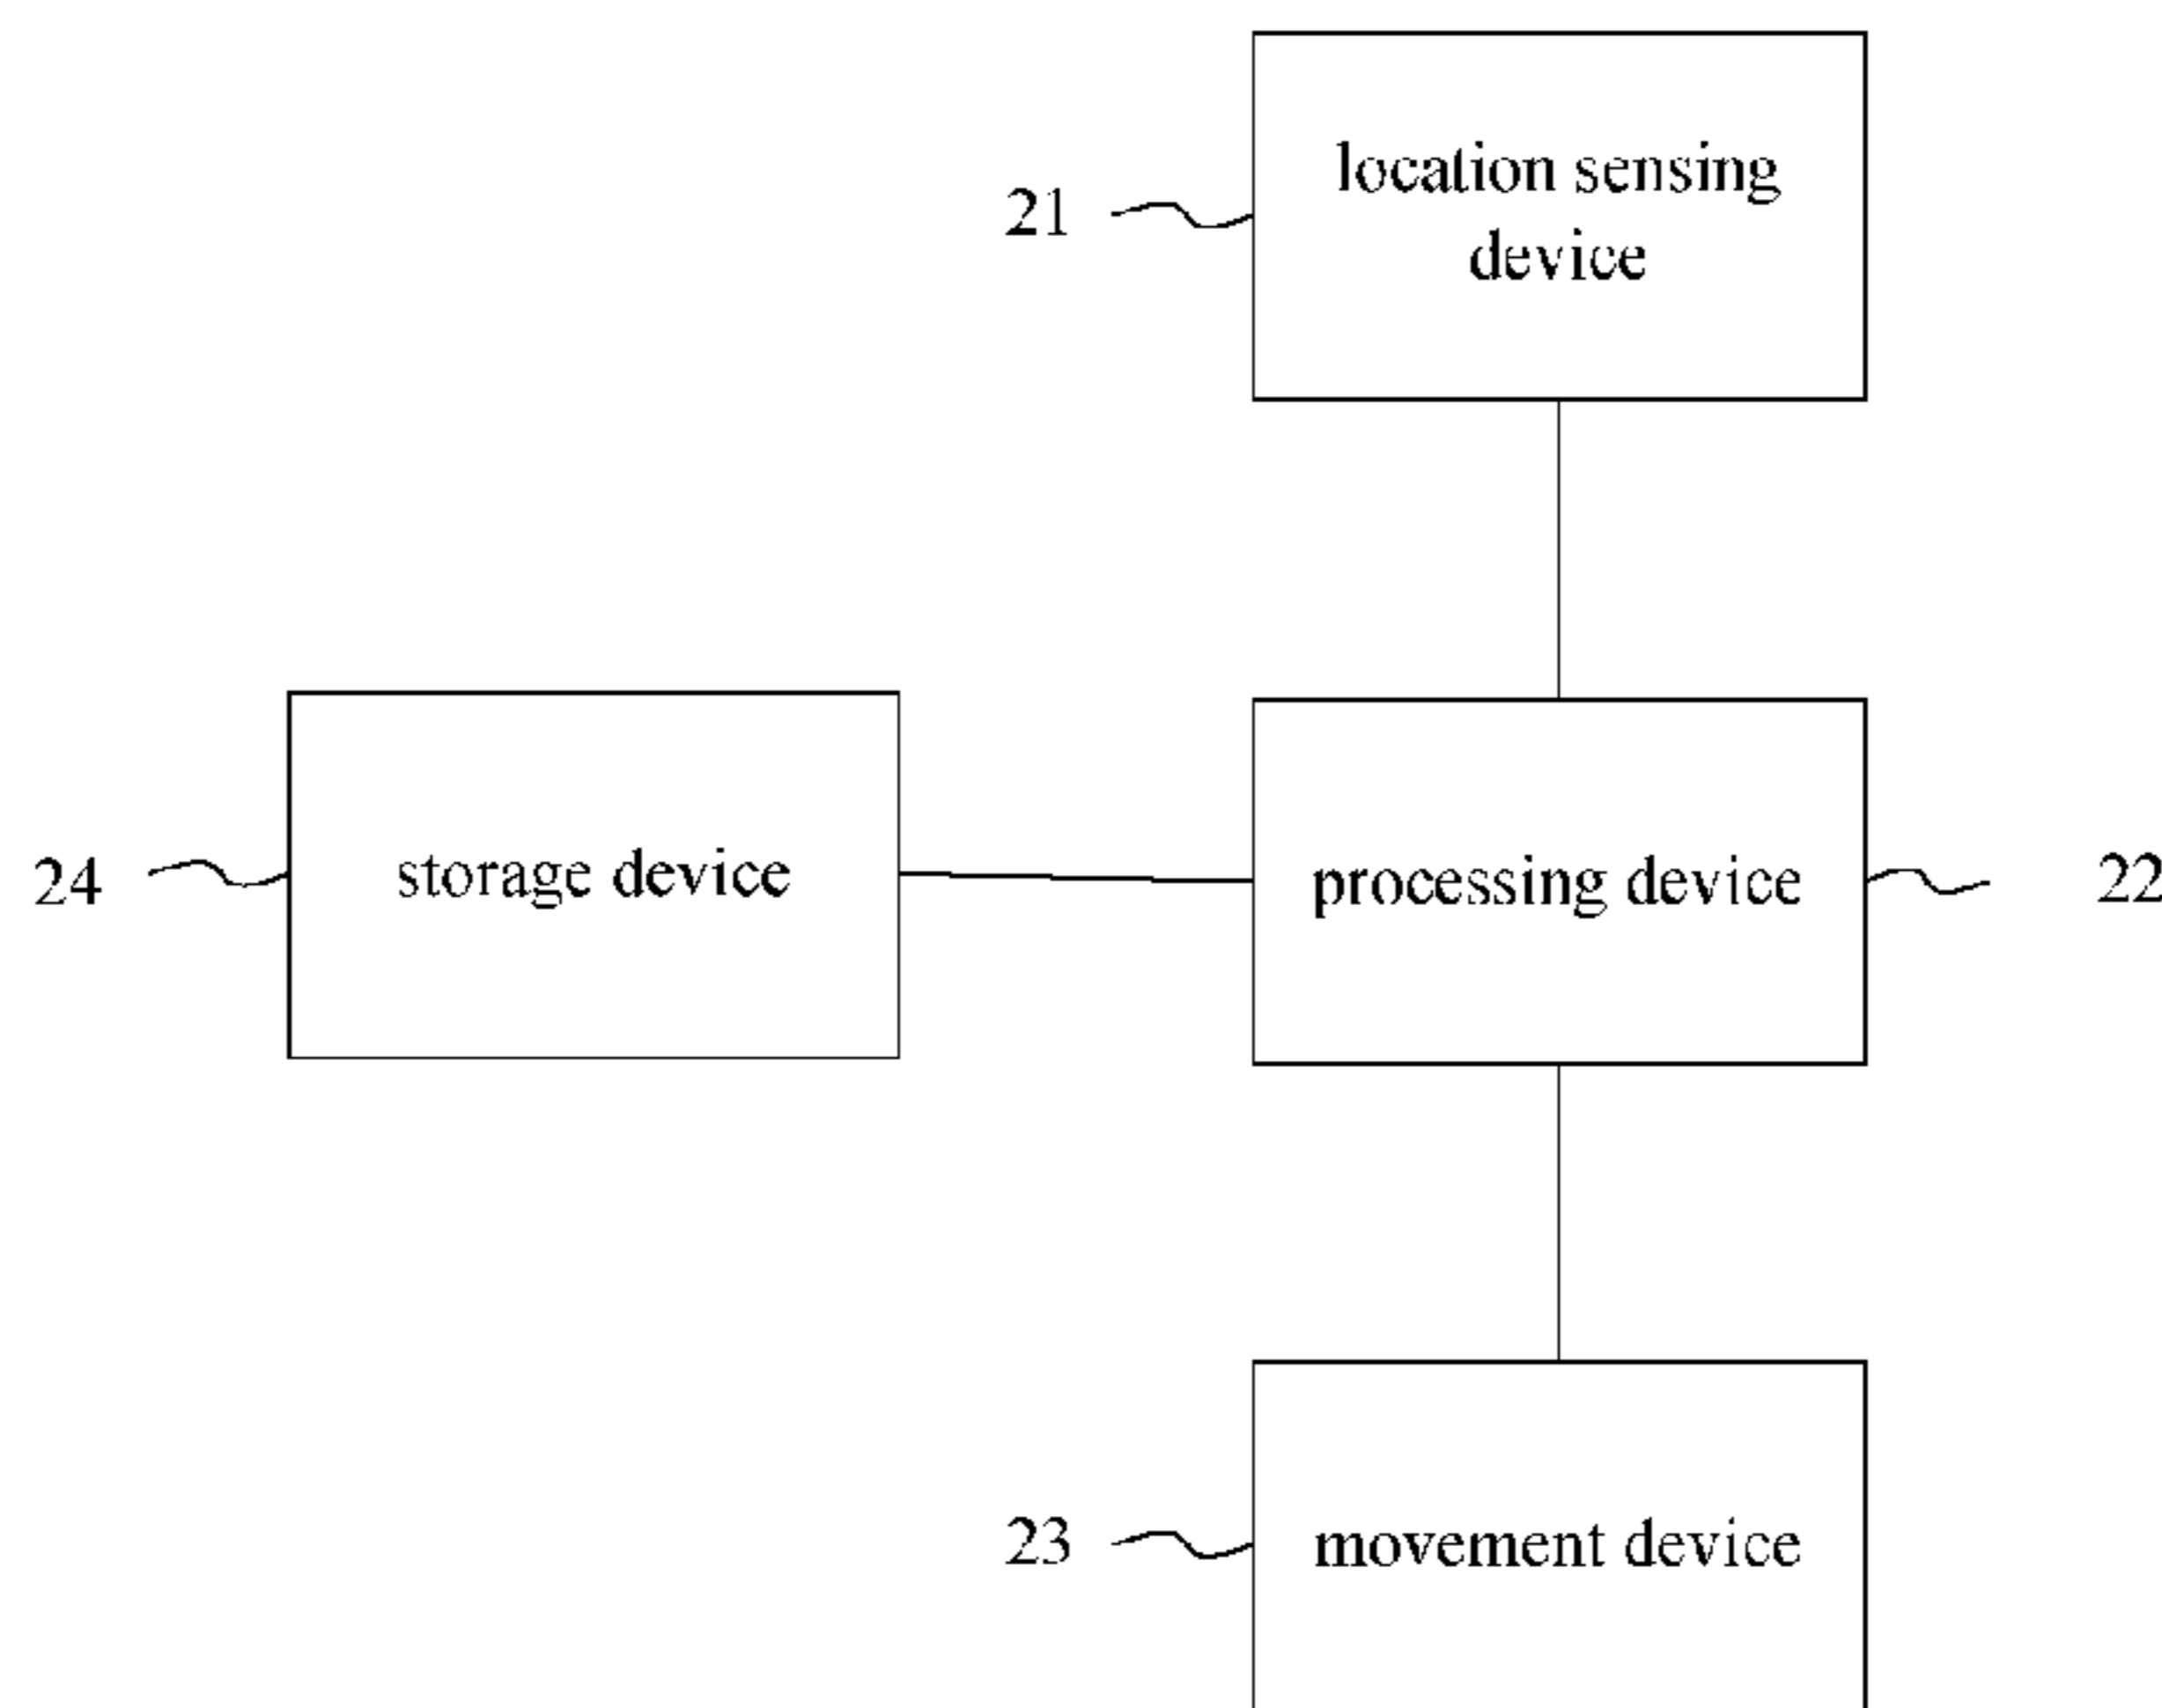 location sensing
21
device
storage device
24
processing device
22
23
movement device